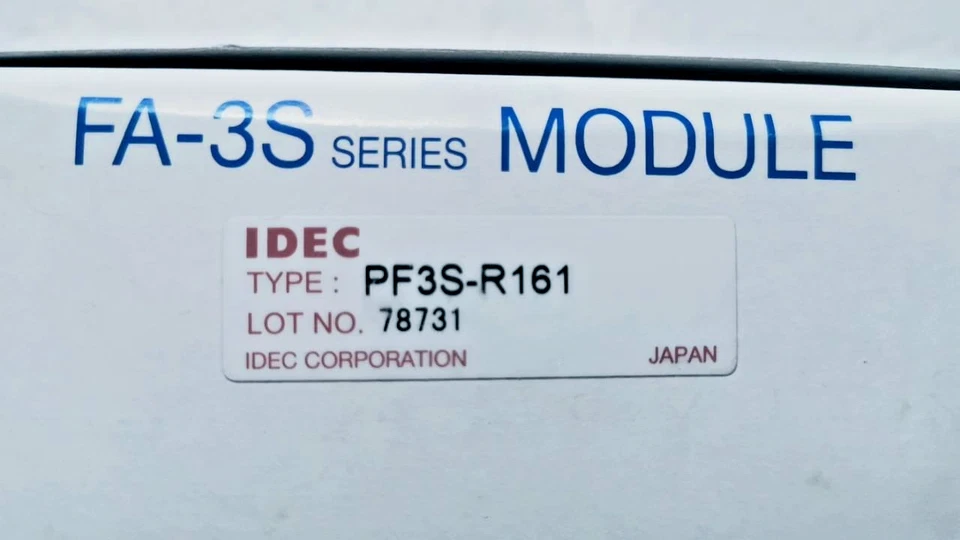 FA-3S SERIES MODULE
IDEC
TYPE : PF3S-R161
LOT NO. 78731
IDEC CORPORATION JAPAN